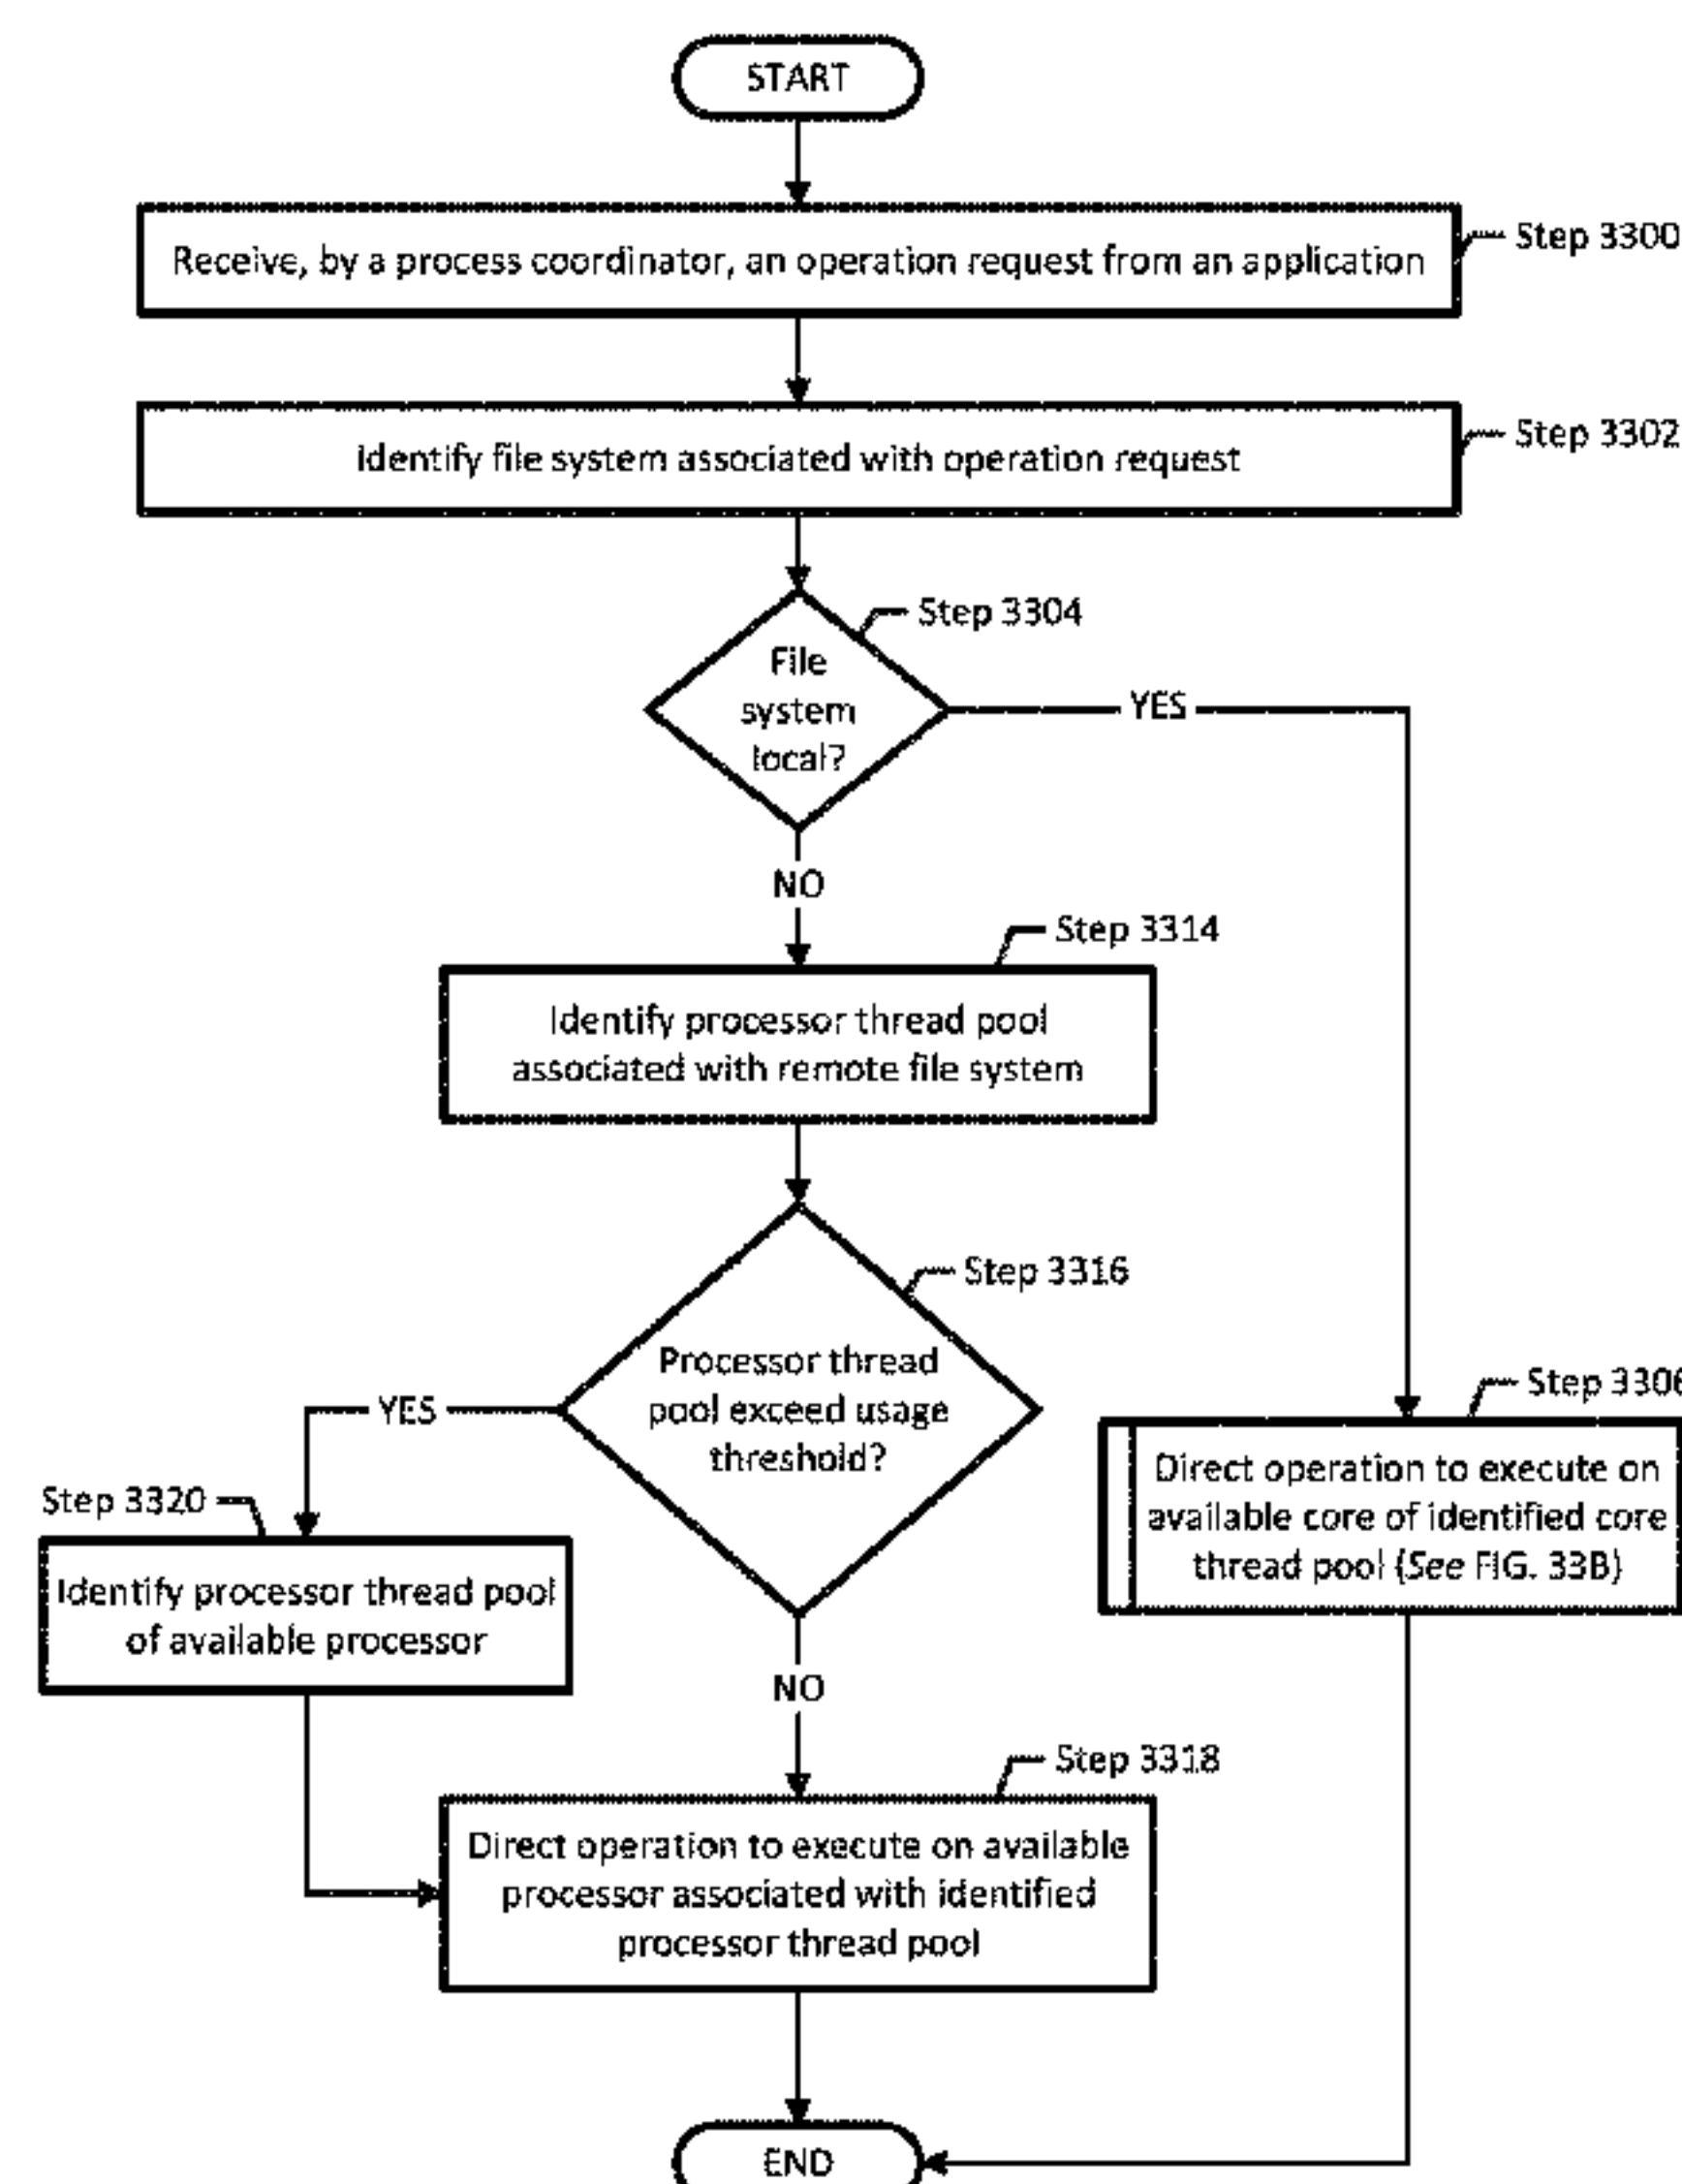 START
Receive, by a process coordinator, an operation request from an application
Step 3300
Identify file system associated with operation request
Step 3302
Step 3304
File
system
local?
YES
NO
Step 3314
Identify processor thread pool
associated with remote file system
Step 3316
Processor thread
pool exceed usage
threshold?
YES
Step 3306
Direct operation to execute on
available core of identified core
thread pool (See FIG. 33B)
Step 3320
Identify processor thread pool
of available processor
NO
Step 3318
Direct operation to execute on available
processor associated with identified
processor thread pool
END